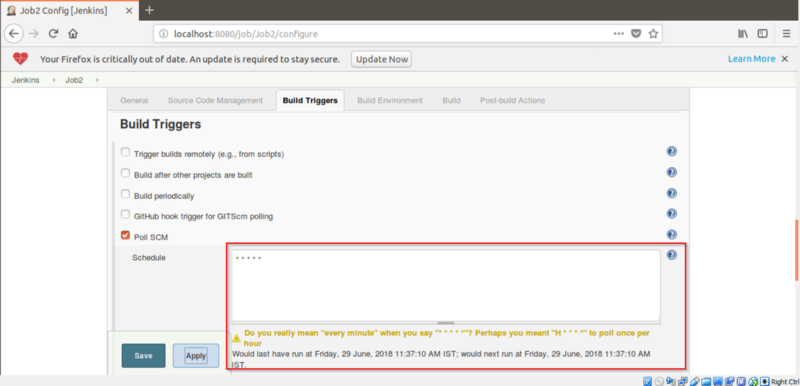 Job2 Config [Jenkins]
localhost:8080/job/Job2/configure
Your Firefox is critically out of date. An update is required to stay secure. Update Now Learn More
Jenkins Job2
General Source Code Management Build Triggers Build Environment Build Post-build Actions
Build Triggers
Trigger builds remotely (e.g., from scripts)
Build after other projects are built
Build periodically
GitHub hook trigger for GITScm polling
Poll SCM
Schedule * * * * *
Do you really mean "every minute" when you say "* * * * *"? Perhaps you meant "H * * * *" to poll once per
hour
Would last have run at Friday, 29 June, 2018 11:37:10 AM IST; would next run at Friday, 29 June, 2018 11:37:10 AM
IST.
Save Apply
Right Ctrl